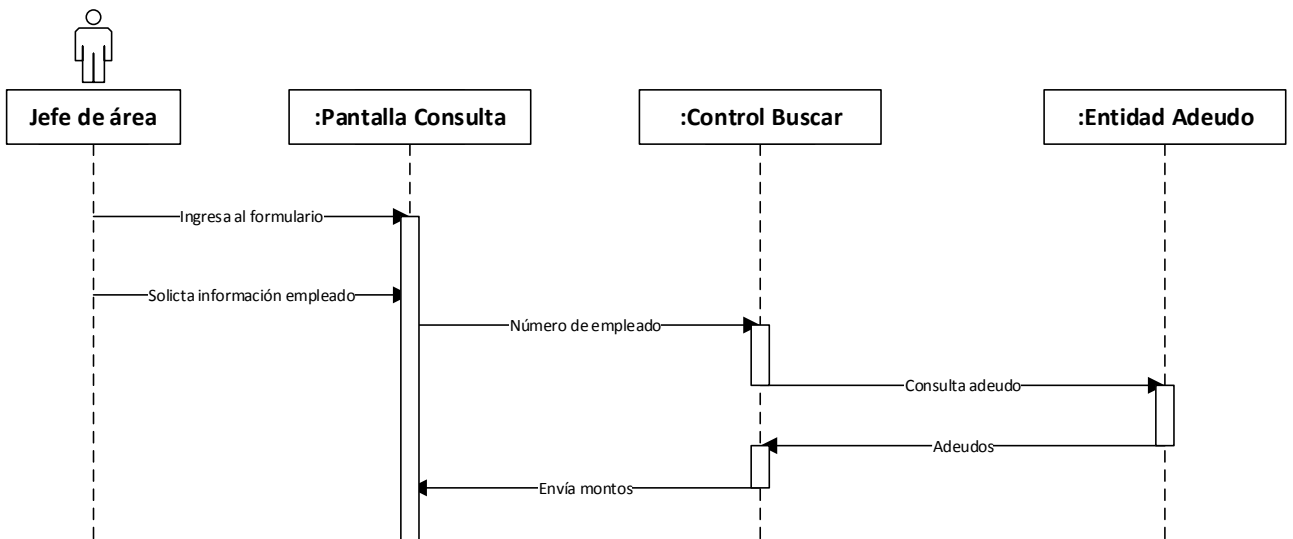 Jefe de área
:Pantalla Consulta
:Control Buscar
:Entidad Adeudo
Ingresa al formulario
Solicta información empleado
Número de empleado
Consulta adeudo
Adeudos
Envía montos